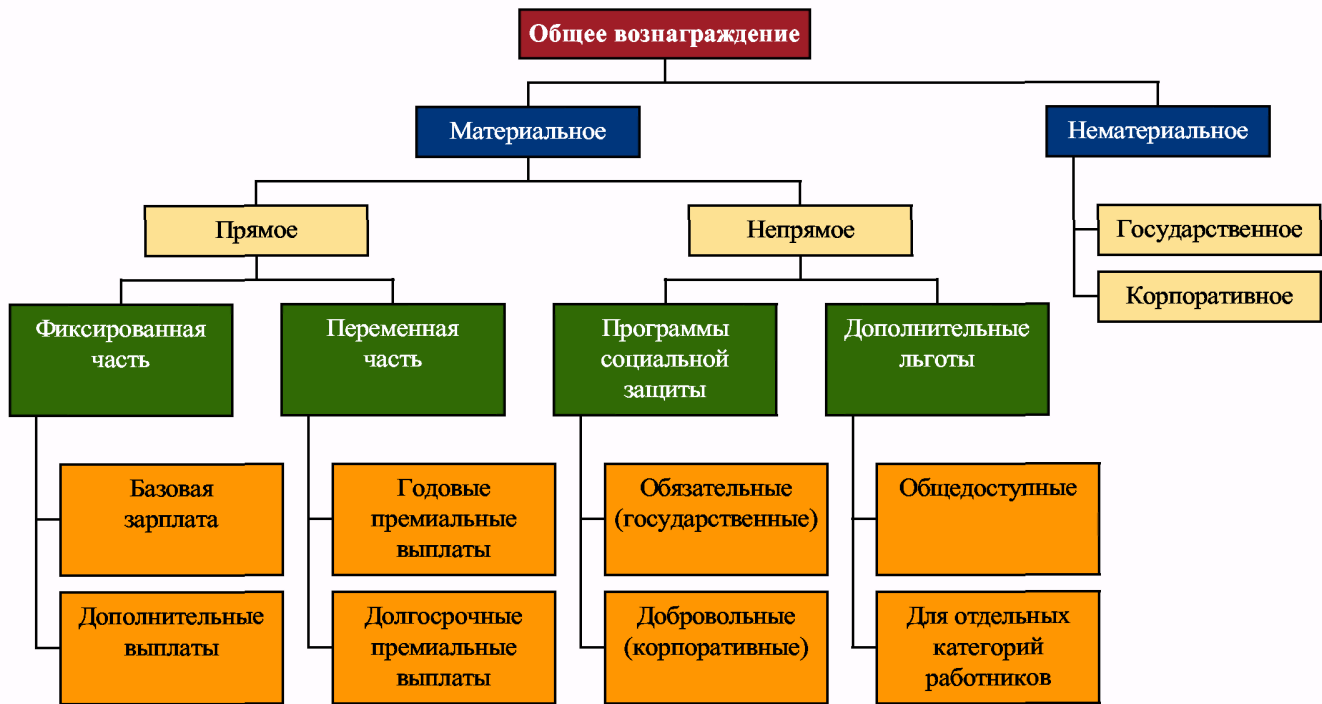 Общее вознаграждение
Материальное
Нематериальное
Прямое
Непрямое
Государственное
Корпоративное
Фиксированная
часть
Переменная
часть
Программы
социальной
защиты
Дополнительные
льготы
Базовая
зарплата
Годовые
премиальные
выплаты
Обязательные
(государственные)
Общедоступные
Дополнительные
выплаты
Долгосрочные
премиальные
выплаты
Добровольные
(корпоративные)
Для отдельных
категорий
работников